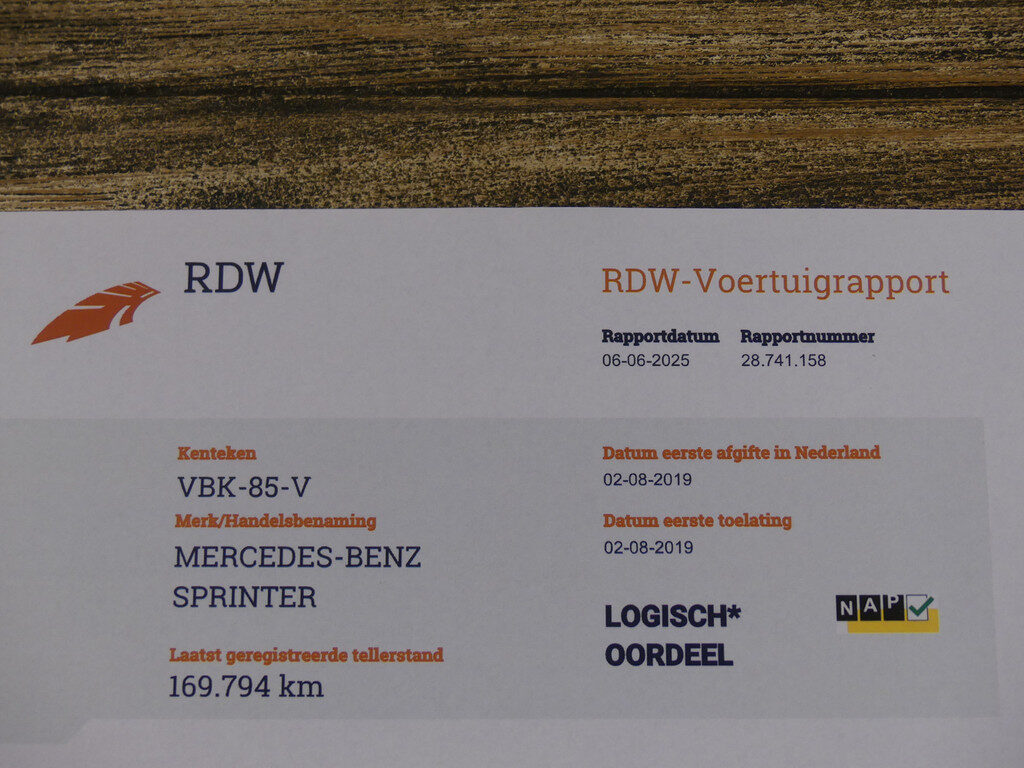 RDW
RDW-Voertuigrapport
Rapportdatum Rapportnummer
06-06-2025 28.741.158
Kenteken
VBK-85-V
Merk/Handelsbenaming
MERCEDES-BENZ
SPRINTER
Laatst geregistreerde tellerstand
169.794 km
Datum eerste afgifte in Nederland
02-08-2019
Datum eerste toelating
02-08-2019
LOGISCH*
OORDEEL
NAP